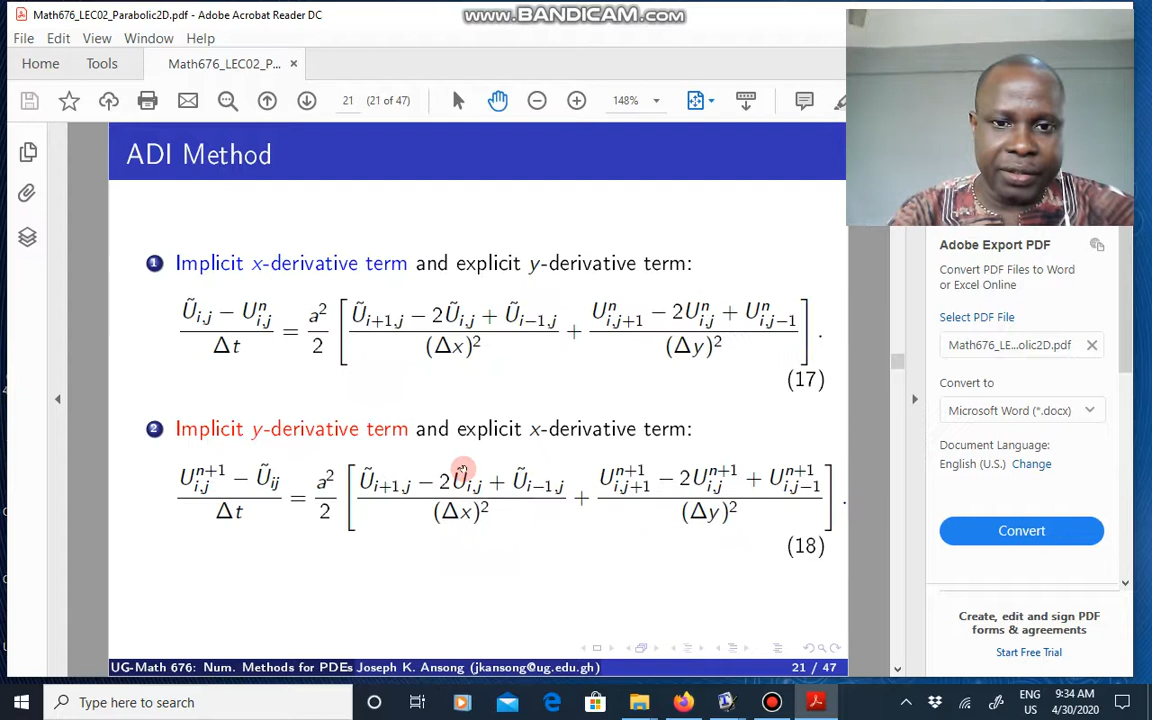 Math676_LEC02_Parabolic2D.pdf - Adobe Acrobat Reader DC
www.BANDICAM.com
File Edit View Window Help
Home Tools Math676_LEC02_P... ×
21 (21 of 47) 148%
ADI Method
1 Implicit x-derivative term and explicit y-derivative term:
(Ũ_{i,j} − U^n_{i,j}) / Δt = a²/2 [ (Ũ_{i+1,j} − 2Ũ_{i,j} + Ũ_{i−1,j}) / (Δx)² + (U^n_{i,j+1} − 2U^n_{i,j} + U^n_{i,j−1}) / (Δy)² ] .
(17)
2 Implicit y-derivative term and explicit x-derivative term:
(U^{n+1}_{i,j} − Ũ_{ij}) / Δt = a²/2 [ (Ũ_{i+1,j} − 2Ũ_{i,j} + Ũ_{i−1,j}) / (Δx)² + (U^{n+1}_{i,j+1} − 2U^{n+1}_{i,j} + U^{n+1}_{i,j−1}) / (Δy)² ] .
(18)
UG-Math 676: Num. Methods for PDEs Joseph K. Ansong (jkansong@ug.edu.gh) 21 / 47
Adobe Export PDF
Convert PDF Files to Word
or Excel Online
Select PDF File
Math676_LE...olic2D.pdf
Convert to
Microsoft Word (*.docx)
Document Language:
English (U.S.) Change
Convert
Create, edit and sign PDF
forms & agreements
Start Free Trial
Type here to search
ENG
US
9:34 AM
4/30/2020